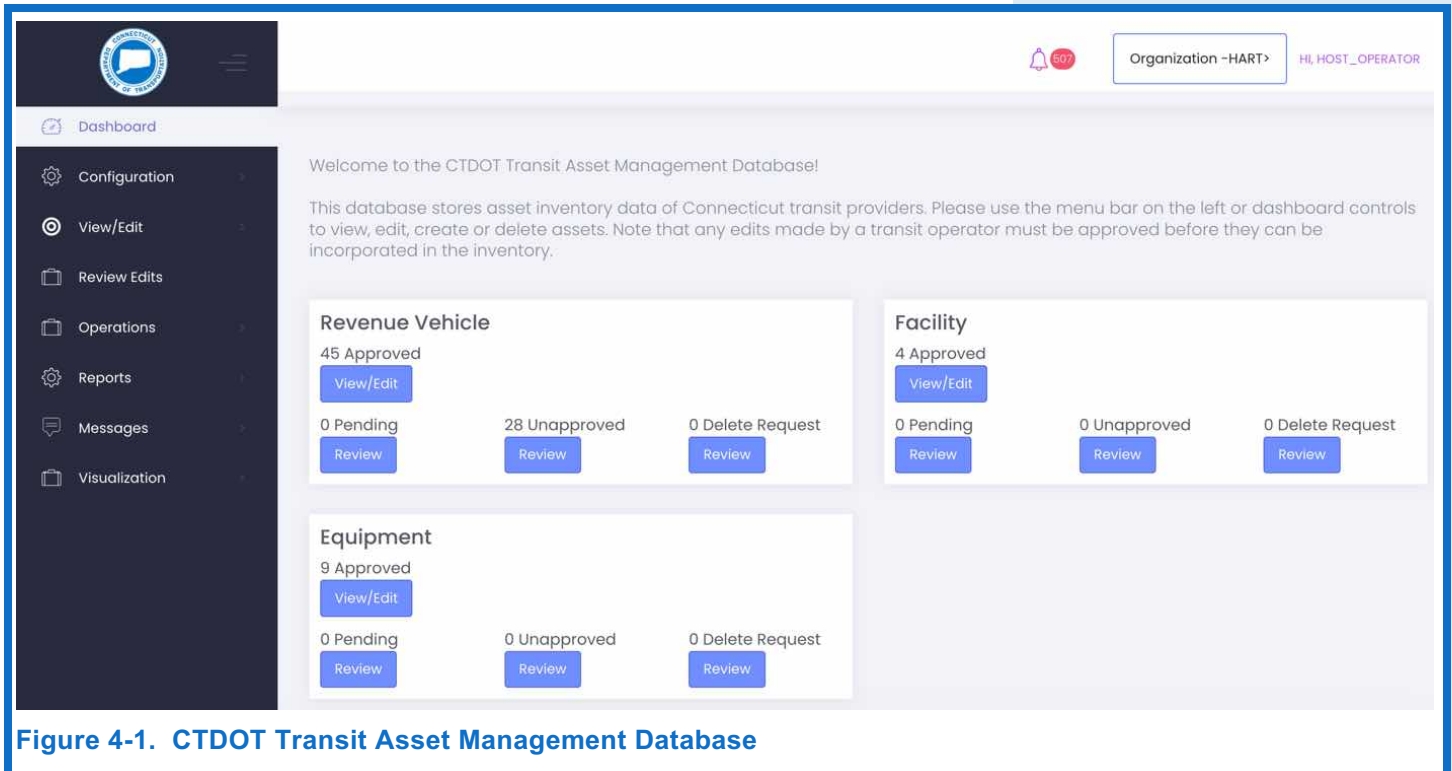 CONNECTICUT
DEPARTMENT OF TRANSPORTATION
507
Organization -HART>
HI, HOST_OPERATOR
Dashboard
Configuration
View/Edit
Review Edits
Operations
Reports
Messages
Visualization
Welcome to the CTDOT Transit Asset Management Database!
This database stores asset inventory data of Connecticut transit providers. Please use the menu bar on the left or dashboard controls
to view, edit, create or delete assets. Note that any edits made by a transit operator must be approved before they can be
incorporated in the inventory.
Revenue Vehicle
45 Approved
View/Edit
0 Pending 28 Unapproved 0 Delete Request
Review Review Review
Facility
4 Approved
View/Edit
0 Pending 0 Unapproved 0 Delete Request
Review Review Review
Equipment
9 Approved
View/Edit
0 Pending 0 Unapproved 0 Delete Request
Review Review Review
Figure 4-1. CTDOT Transit Asset Management Database